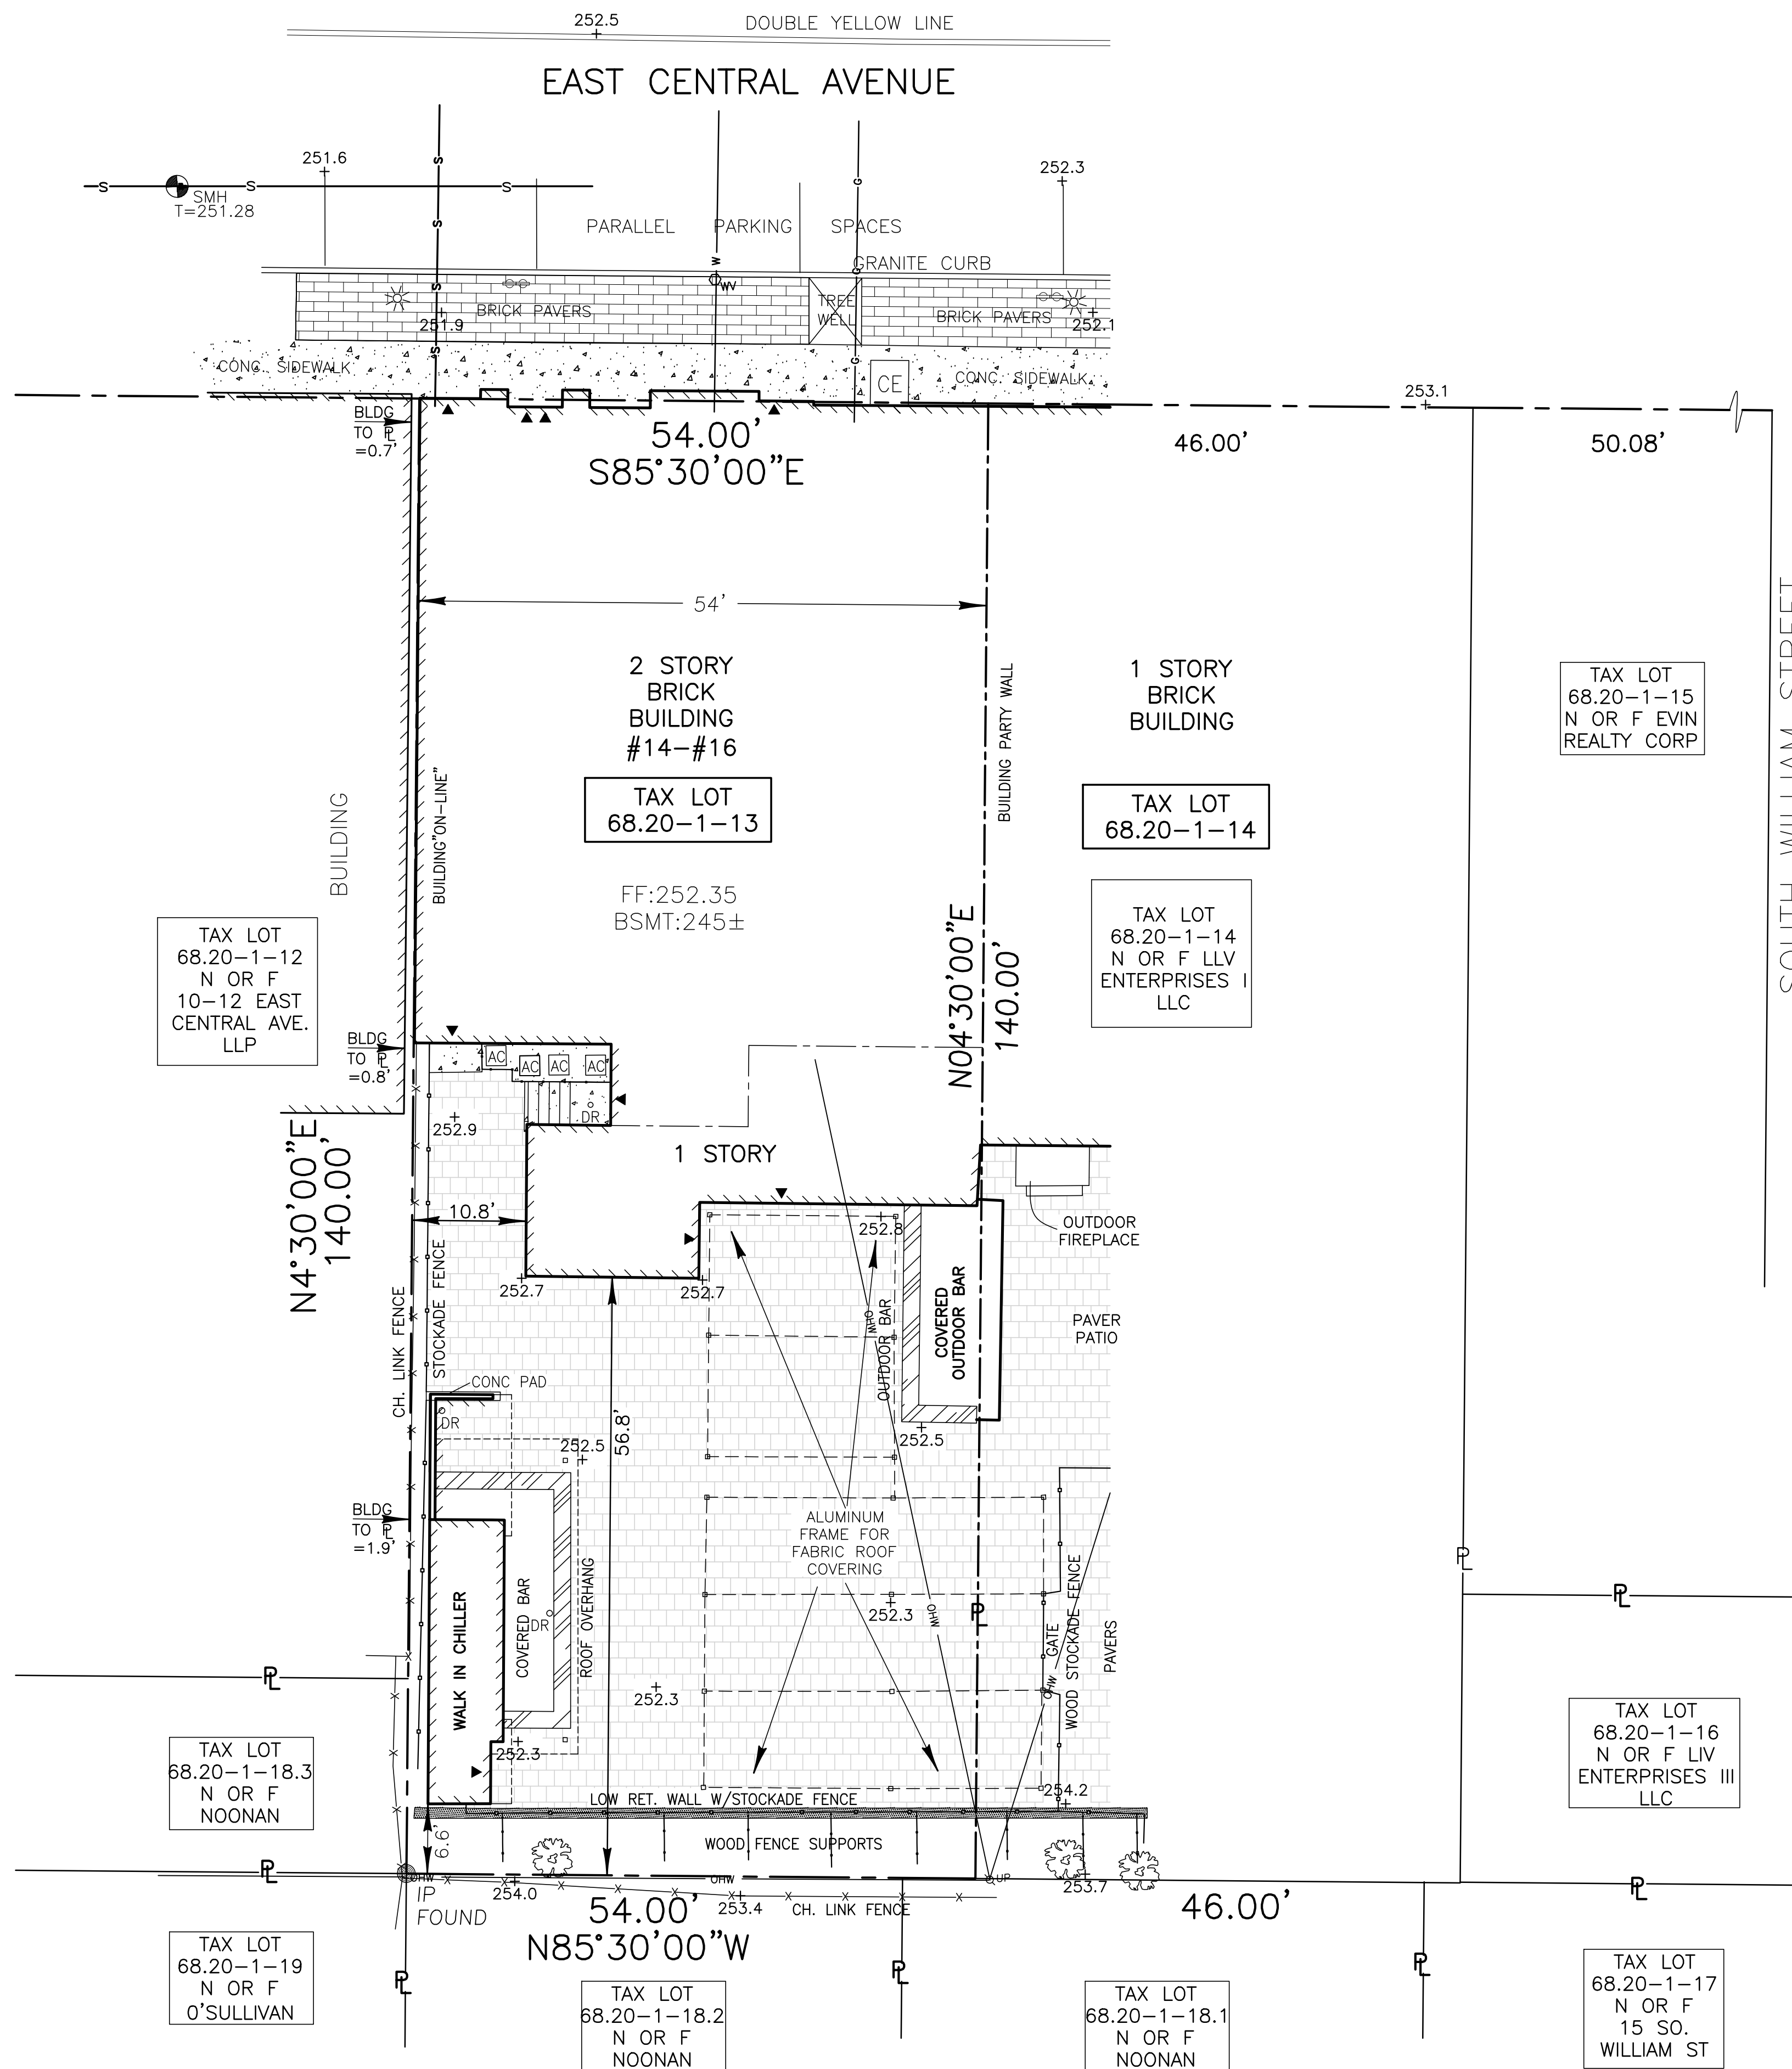 252.5
DOUBLE YELLOW LINE
EAST CENTRAL AVENUE
251.6
252.3
S
S
S
S
S
S
S
SMH
T=251.28
W
G
G
G
PARALLEL PARKING SPACES
GRANITE CURB
WV
BRICK PAVERS
251.9
TREE
WELL
BRICK PAVERS
252.1
CONC. SIDEWALK
CE
CONC. SIDEWALK
253.1
BLDG
TO PL
=0.7'
54.00'
S85°30'00"E
46.00'
50.08'
54'
2 STORY
BRICK
BUILDING
#14-#16
TAX LOT
68.20-1-13
FF:252.35
BSMT:245±
BUILDING
BUILDING"ON-LINE"
BUILDING PARTY WALL
1 STORY
BRICK
BUILDING
TAX LOT
68.20-1-14
TAX LOT
68.20-1-14
N OR F LLV
ENTERPRISES I
LLC
TAX LOT
68.20-1-15
N OR F EVIN
REALTY CORP
SOUTH WILLIAM STREET
TAX LOT
68.20-1-12
N OR F
10-12 EAST
CENTRAL AVE.
LLP
N04°30'00"E
140.00'
BLDG
TO PL
=0.8'
AC
AC
AC
AC
DR
252.9
N4°30'00"E
140.00'
1 STORY
10.8'
252.8
OUTDOOR
FIREPLACE
252.7
252.7
CH. LINK FENCE
STOCKADE FENCE
OHW
OUTDOOR BAR
COVERED
OUTDOOR BAR
PAVER
PATIO
CONC PAD
DR
252.5
56.8'
252.5
BLDG
TO PL
=1.9'
ALUMINUM
FRAME FOR
FABRIC ROOF
COVERING
WALK IN CHILLER
COVERED BAR
DR
ROOF OVERHANG
252.3
OHW
PL
GATE
WOOD STOCKADE FENCE
PAVERS
OHW
PL
PL
PL
252.3
252.3
254.2
LOW RET. WALL W/STOCKADE FENCE
WOOD FENCE SUPPORTS
6.6'
TAX LOT
68.20-1-18.3
N OR F
NOONAN
TAX LOT
68.20-1-16
N OR F LIV
ENTERPRISES III
LLC
PL
OHW
OHW
UP
IP
FOUND
254.0
253.4
253.7
CH. LINK FENCE
54.00'
N85°30'00"W
46.00'
PL
PL
PL
PL
TAX LOT
68.20-1-19
N OR F
O'SULLIVAN
TAX LOT
68.20-1-18.2
N OR F
NOONAN
TAX LOT
68.20-1-18.1
N OR F
NOONAN
TAX LOT
68.20-1-17
N OR F
15 SO.
WILLIAM ST